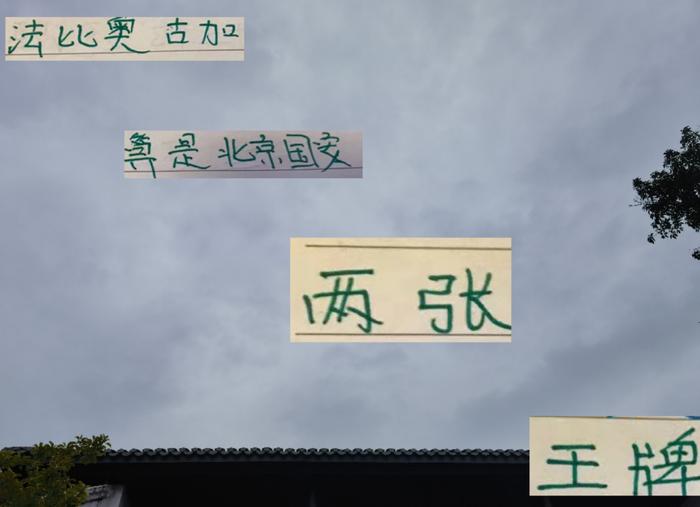 法比奥 古加
算是北京国安
两张
王牌